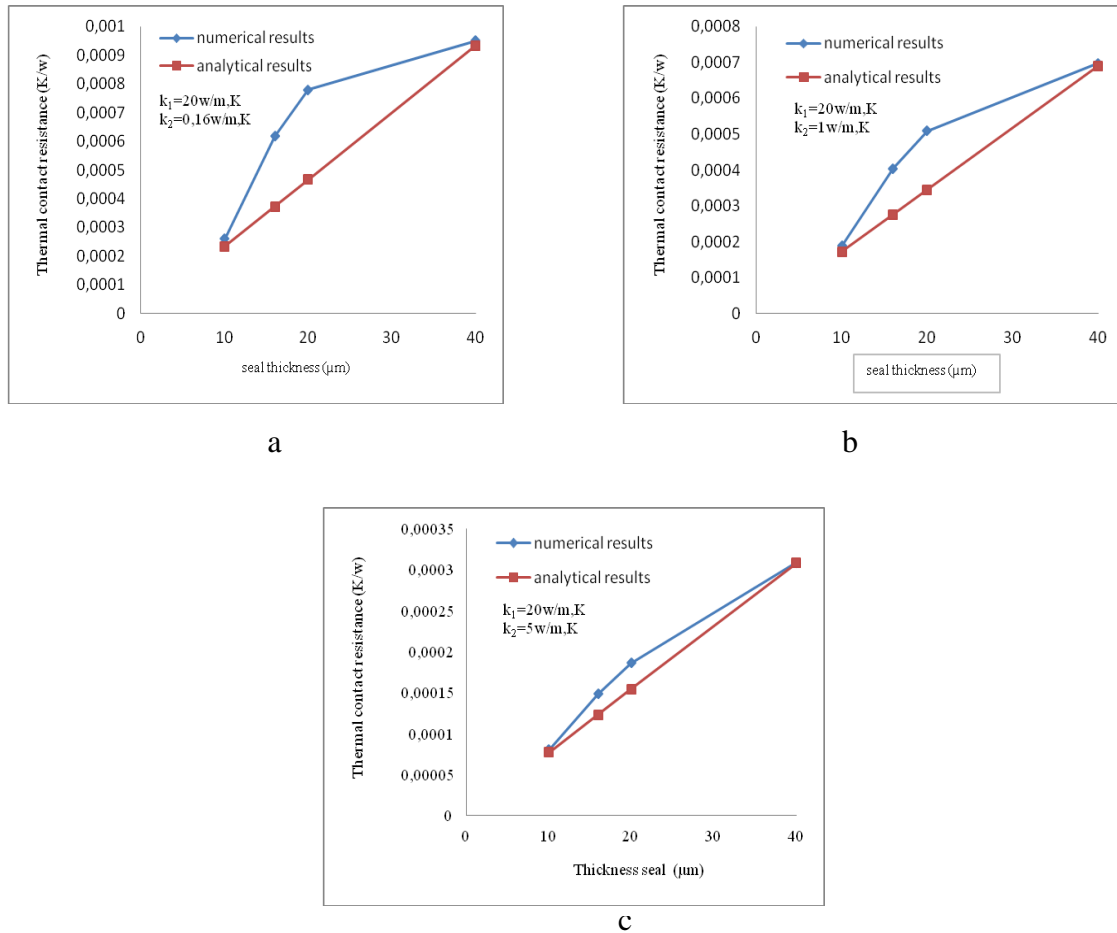 0,001
0,0009
0,0008
0,0007
0,0006
0,0005
0,0004
0,0003
0,0002
0,0001
0
Thermal contact resistance (K/w)
numerical results
analytical results
k₁=20w/m,K
k₂=0,16w/m,K
0 10 20 30 40
seal thickness (µm)
a
0,0008
0,0007
0,0006
0,0005
0,0004
0,0003
0,0002
0,0001
0
Thermal contact resistance (K/w)
numerical results
analytical results
k₁=20w/m,K
k₂=1w/m,K
0 10 20 30 40
seal thickness (µm)
b
0,00035
0,0003
0,00025
0,0002
0,00015
0,0001
0,00005
0
Thermal contact resistance (K/w)
numerical results
analytical results
k₁=20w/m,K
k₂=5w/m,K
0 10 20 30 40
Thickness seal (µm)
c